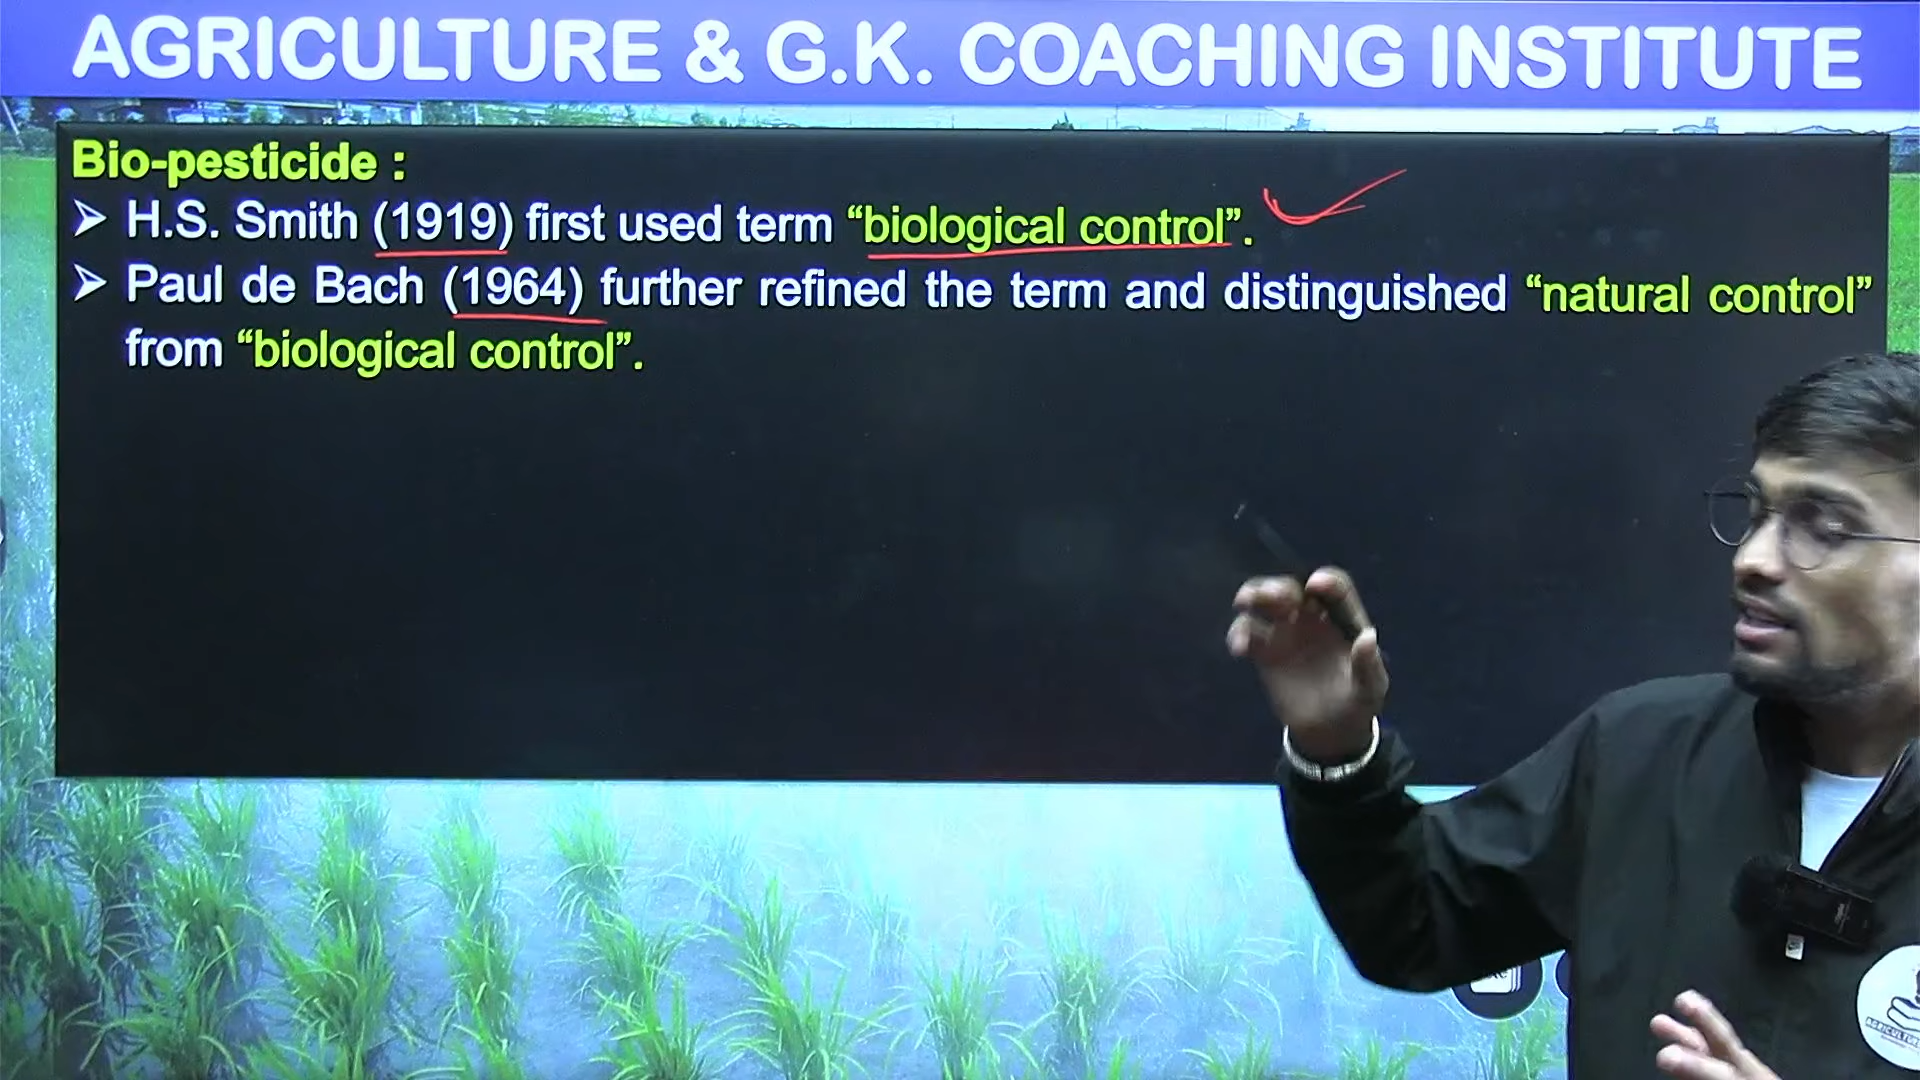 AGRICULTURE & G.K. COACHING INSTITUTE
Bio-pesticide :
➢ H.S. Smith (1919) first used term “biological control”.
➢ Paul de Bach (1964) further refined the term and distinguished “natural control”
from “biological control”.
AGRICULTURE